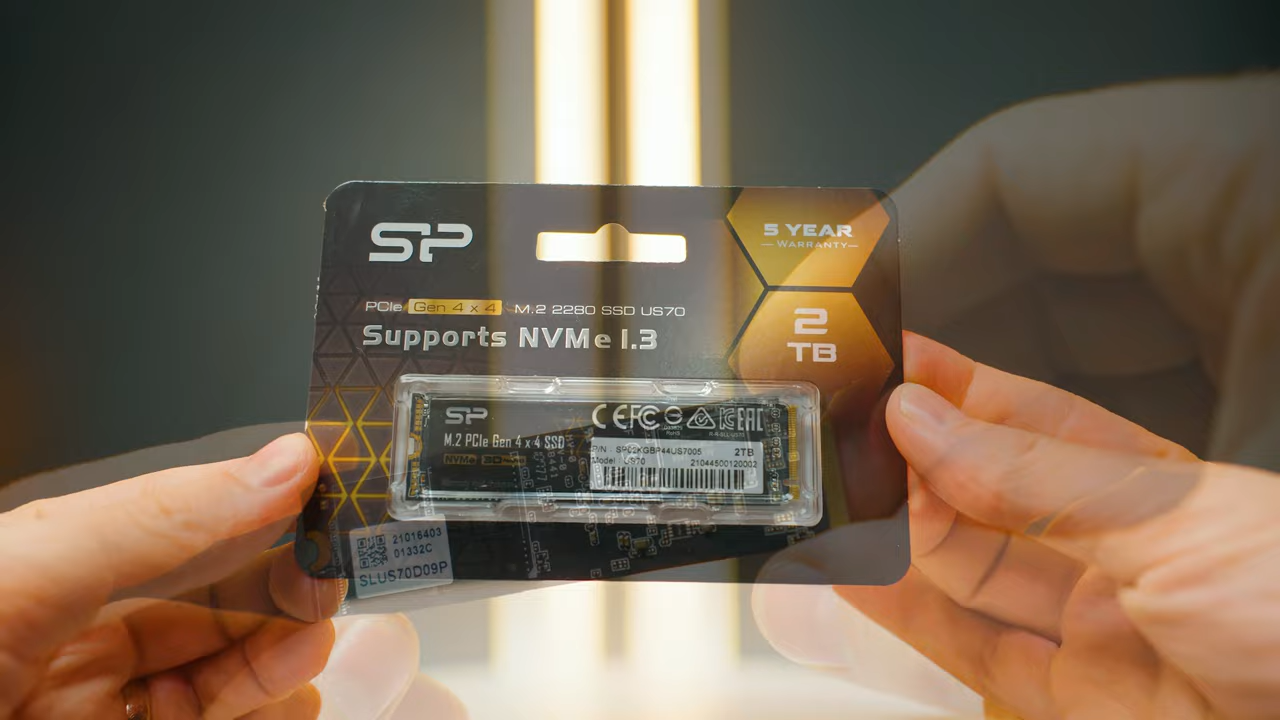 SP
5 YEAR
WARRANTY
PCIe Gen 4 x 4 M.2 2280 SSD US70
Supports NVMe 1.3
2
TB
SP
M.2 PCIe Gen 4 x 4 SSD
NVMe 3D
CE FC EAC
P/N : SP02KGBP44US7005 2TB
Model : US70 21044500120002
21016403
01332C
SLUS70D09P